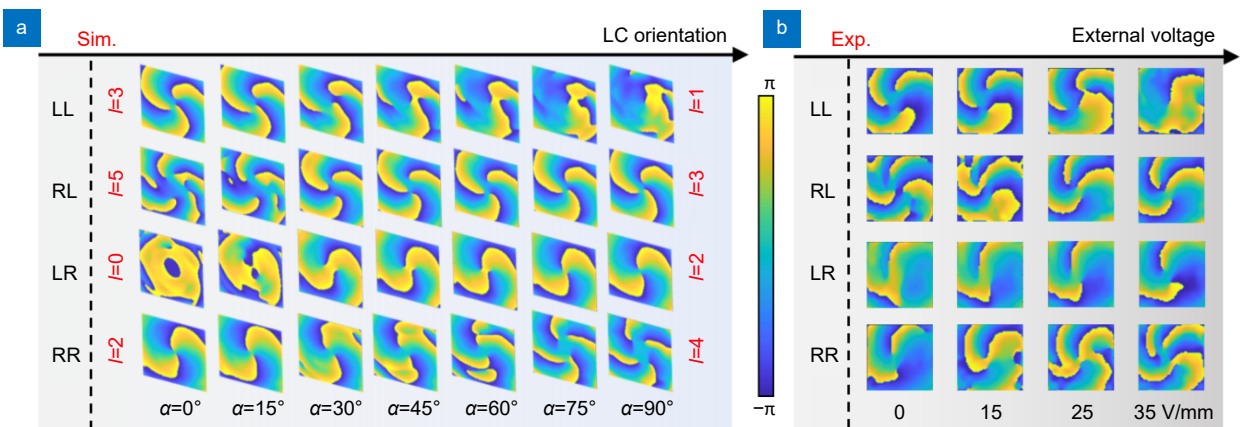 a
Sim.
LC orientation
LL
l=3
l=1
RL
l=5
l=3
LR
l=0
l=2
RR
l=2
l=4
α=0° α=15° α=30° α=45° α=60° α=75° α=90°
π
−π
b
Exp.
External voltage
LL
RL
LR
RR
0 15 25 35 V/mm